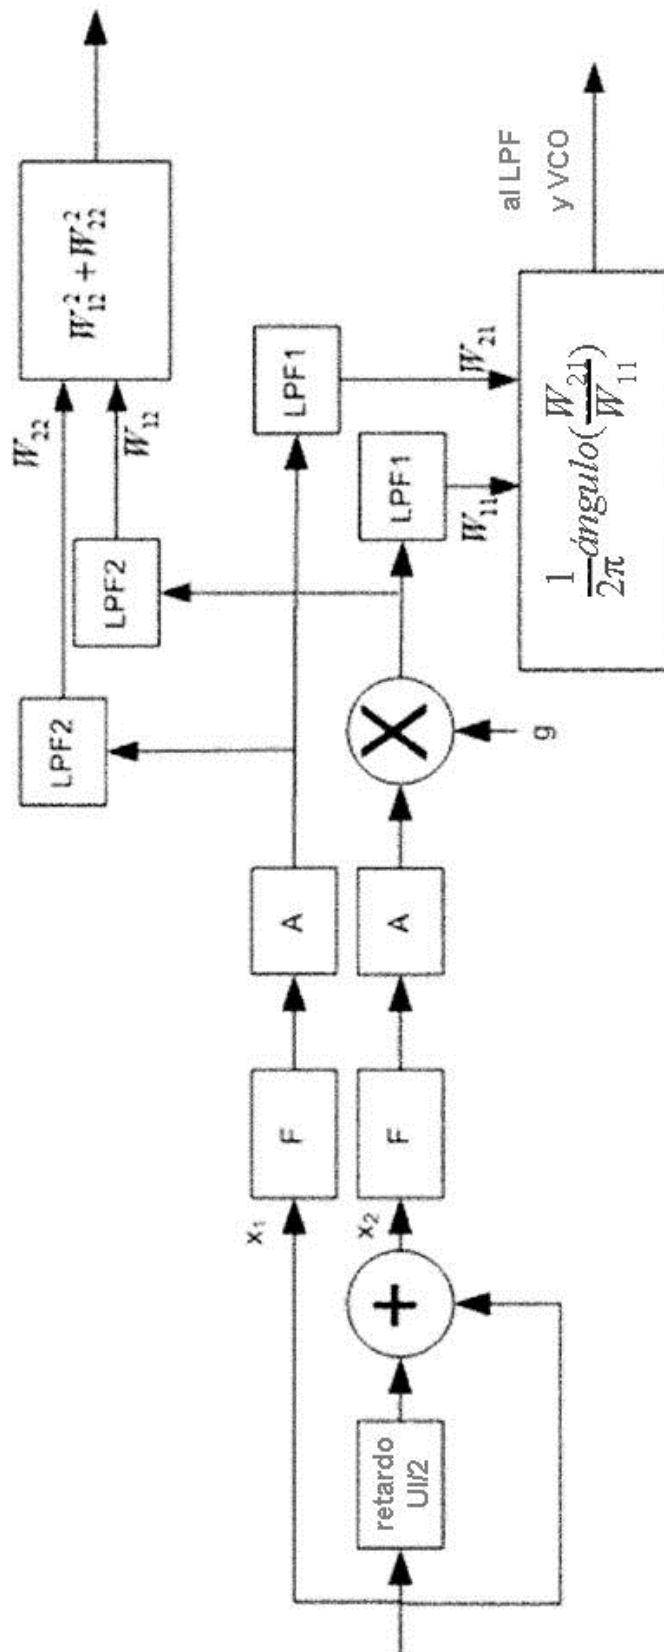 retardo
UI/2
+
x₁
x₂
F
F
A
A
X
g
LPF2
LPF2
W₂₂
W₁₂
W₁₂² + W₂₂²
LPF1
LPF1
W₁₁
W₂₁
1/2π ángulo(W₂₁/W₁₁)
al LPF
y VCO